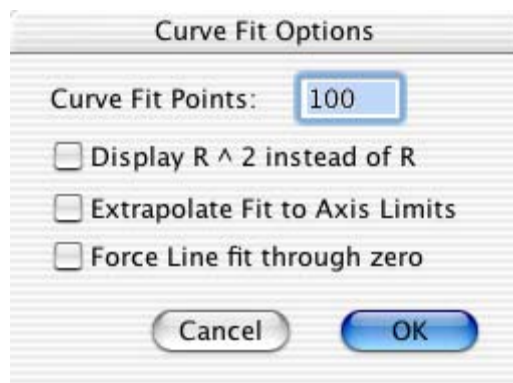 Curve Fit Options
Curve Fit Points: 100
Display R ^ 2 instead of R
Extrapolate Fit to Axis Limits
Force Line fit through zero
Cancel OK